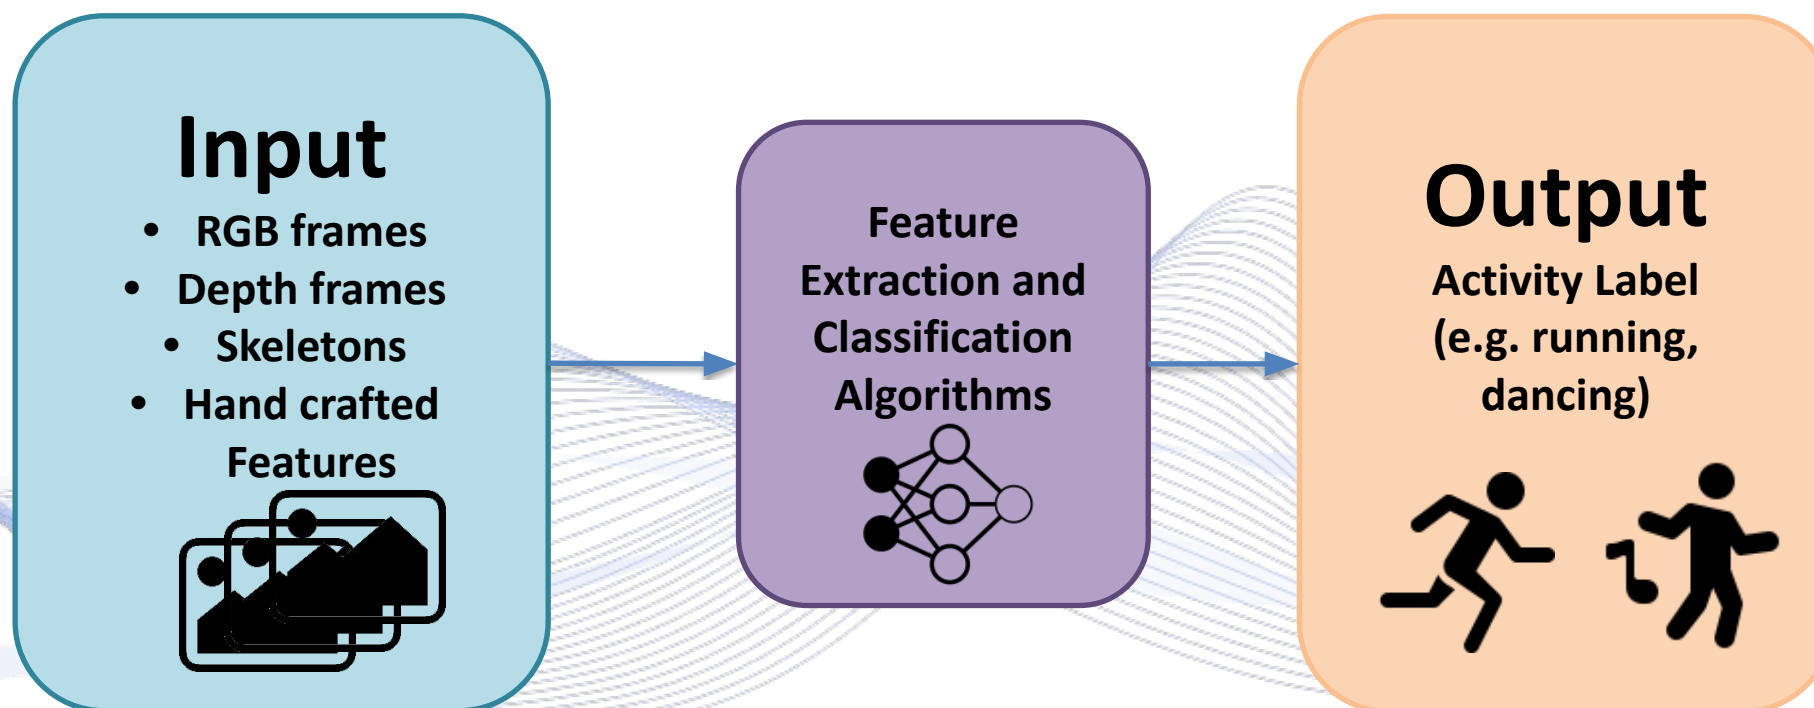 Input
• RGB frames
• Depth frames
• Skeletons
• Hand crafted
Features
Feature
Extraction and
Classification
Algorithms
Output
Activity Label
(e.g. running,
dancing)